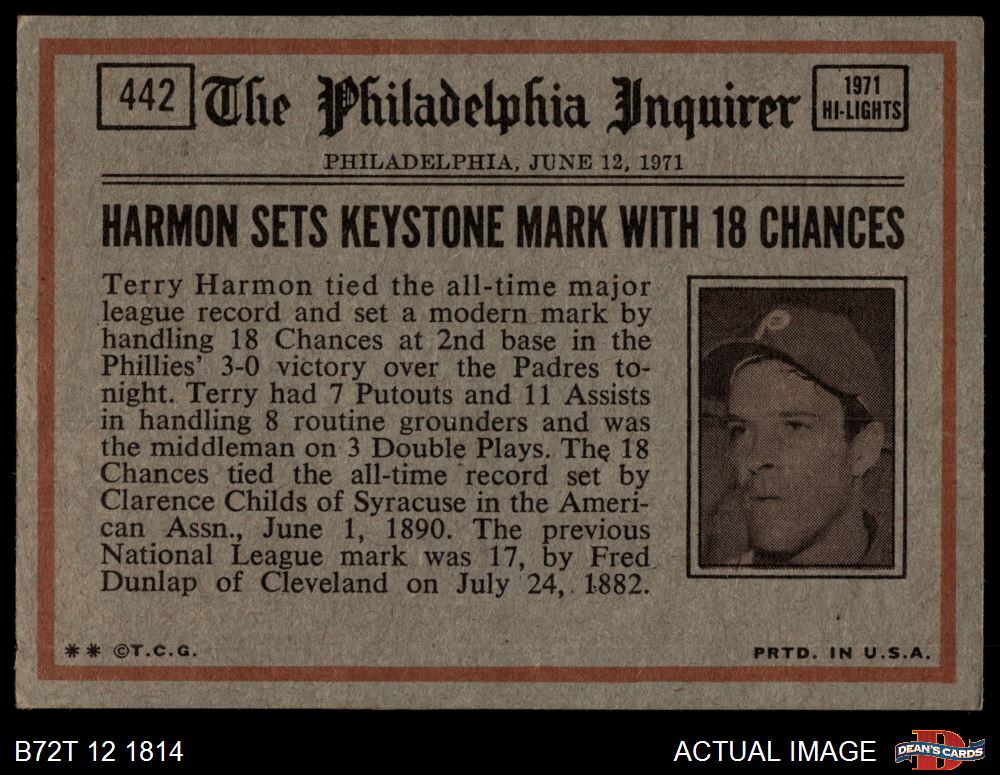 442
The Philadelphia Inquirer
1971
HI-LIGHTS
PHILADELPHIA, JUNE 12, 1971
HARMON SETS KEYSTONE MARK WITH 18 CHANCES
Terry Harmon tied the all-time major
league record and set a modern mark by
handling 18 Chances at 2nd base in the
Phillies' 3-0 victory over the Padres to-
night. Terry had 7 Putouts and 11 Assists
in handling 8 routine grounders and was
the middleman on 3 Double Plays. The 18
Chances tied the all-time record set by
Clarence Childs of Syracuse in the Ameri-
can Assn., June 1, 1890. The previous
National League mark was 17, by Fred
Dunlap of Cleveland on July 24, 1882.
P
** ©T.C.G.
PRTD. IN U.S.A.
B72T 12 1814
ACTUAL IMAGE
D
DEAN'S CARDS